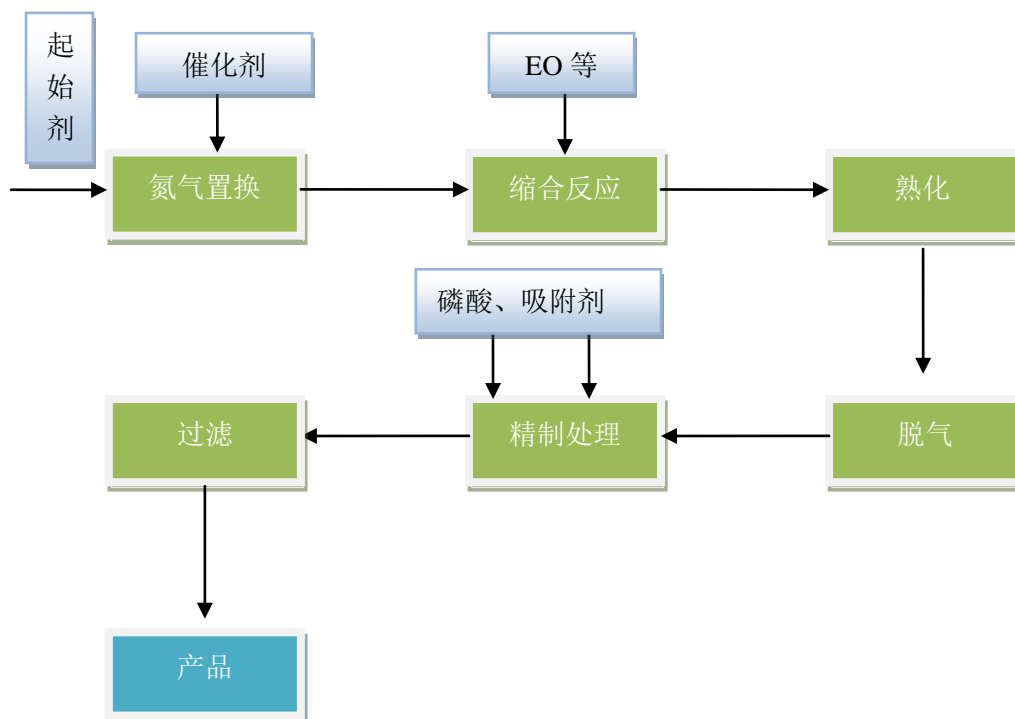 起
始
剂
催化剂
EO 等
氮气置换
缩合反应
熟化
磷酸、吸附剂
过滤
精制处理
脱气
产品